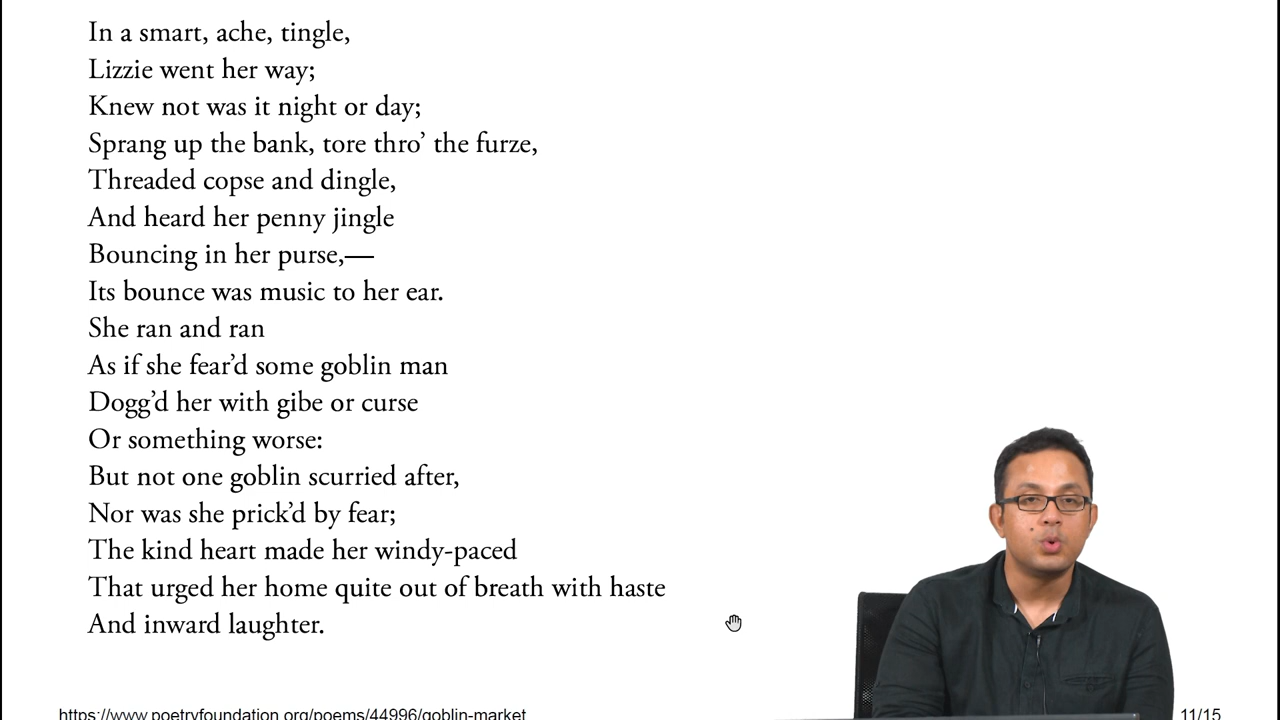 In a smart, ache, tingle,
Lizzie went her way;
Knew not was it night or day;
Sprang up the bank, tore thro’ the furze,
Threaded copse and dingle,
And heard her penny jingle
Bouncing in her purse,—
Its bounce was music to her ear.
She ran and ran
As if she fear’d some goblin man
Dogg’d her with gibe or curse
Or something worse:
But not one goblin scurried after,
Nor was she prick’d by fear;
The kind heart made her windy-paced
That urged her home quite out of breath with haste
And inward laughter.
https://www.poetryfoundation.org/poems/44996/goblin-market
11/15